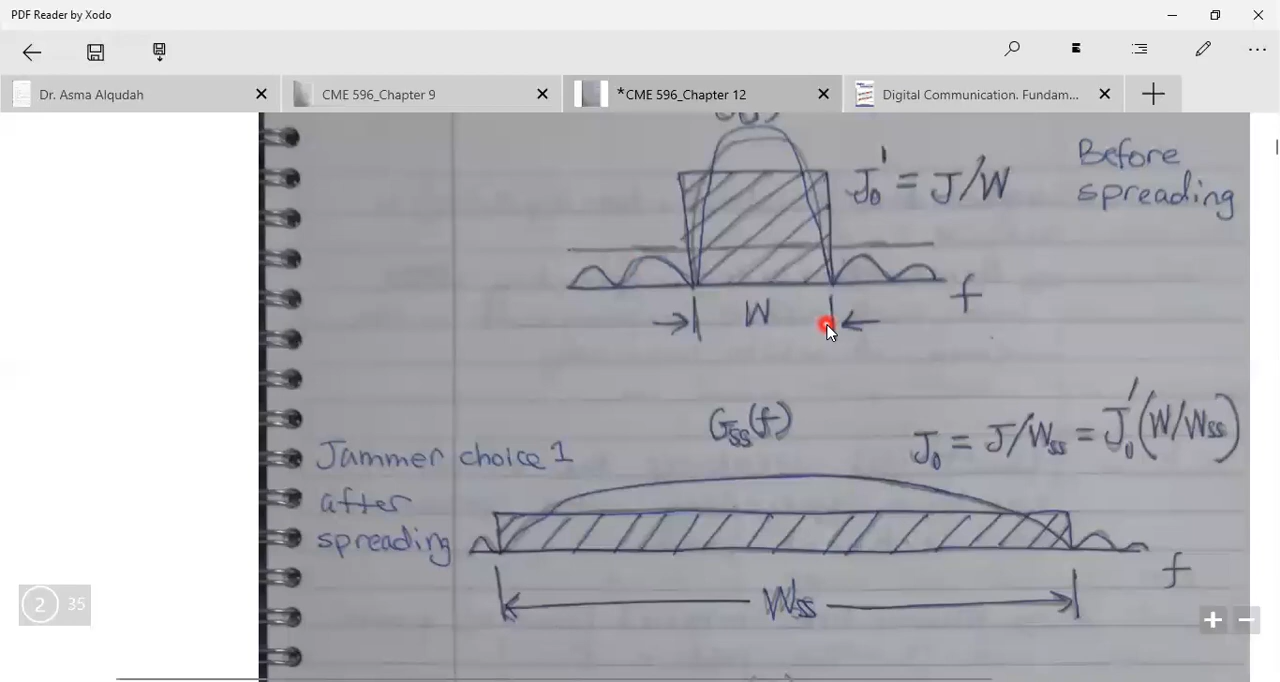 PDF Reader by Xodo
Dr. Asma Alqudah
CME 596_Chapter 9
*CME 596_Chapter 12
Digital Communication. Fundam...
Before
spreading
J₀' = J/W
f
W
Gss(f)
J₀ = J/Wss = J₀'(W/Wss)
Jammer choice 1
after
spreading
f
Wss
2 35